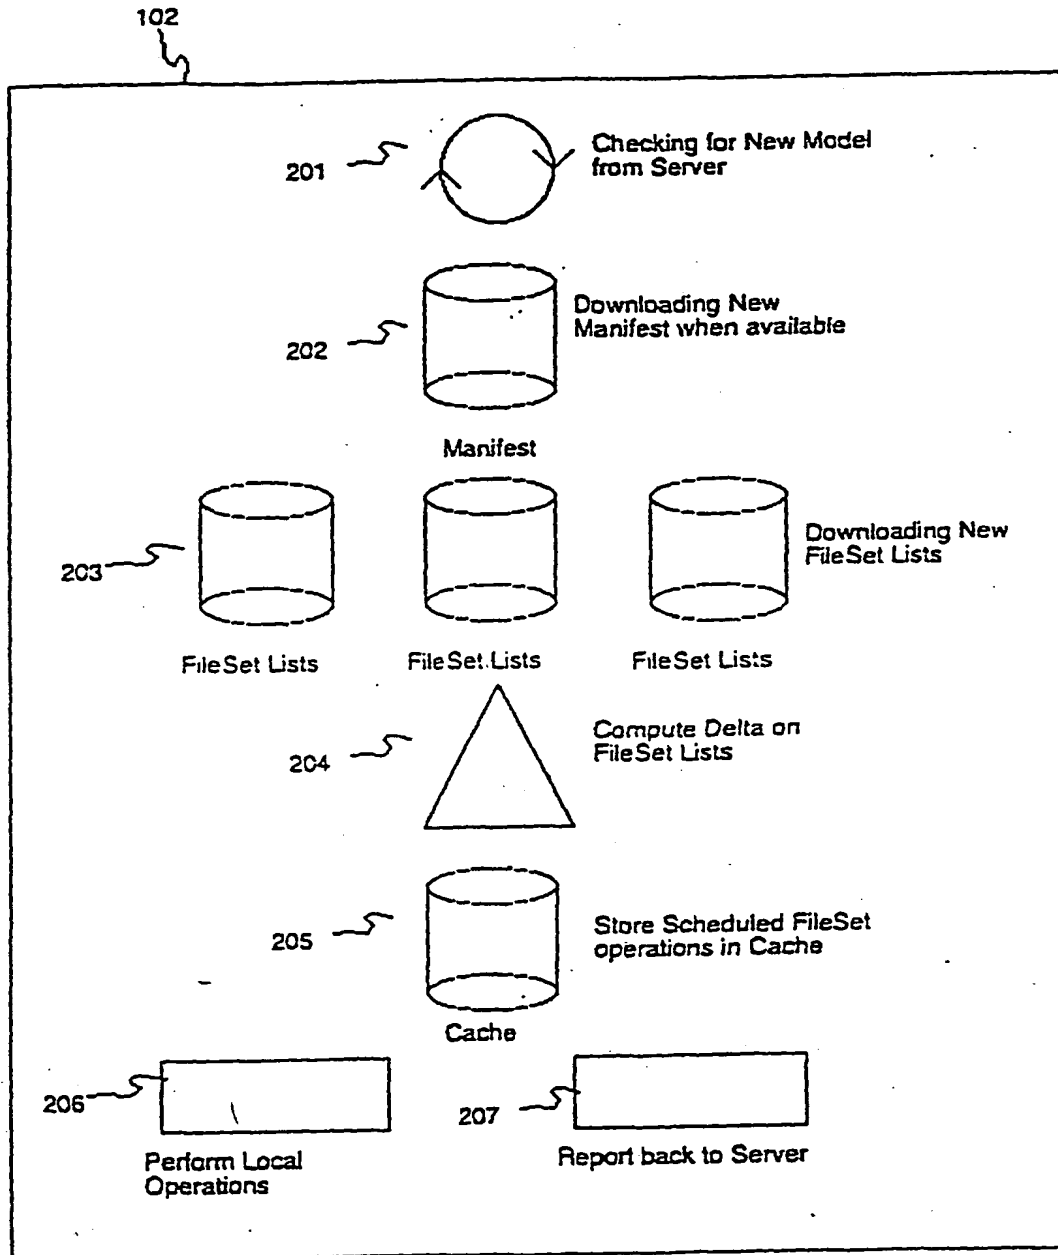 102
201
Checking for New Model
from Server
202
Downloading New
Manifest when available
Manifest
203
Downloading New
FileSet Lists
FileSet Lists
FileSet Lists
FileSet Lists
204
Compute Delta on
FileSet Lists
205
Store Scheduled FileSet
operations in Cache
Cache
206
207
Perform Local
Operations
Report back to Server